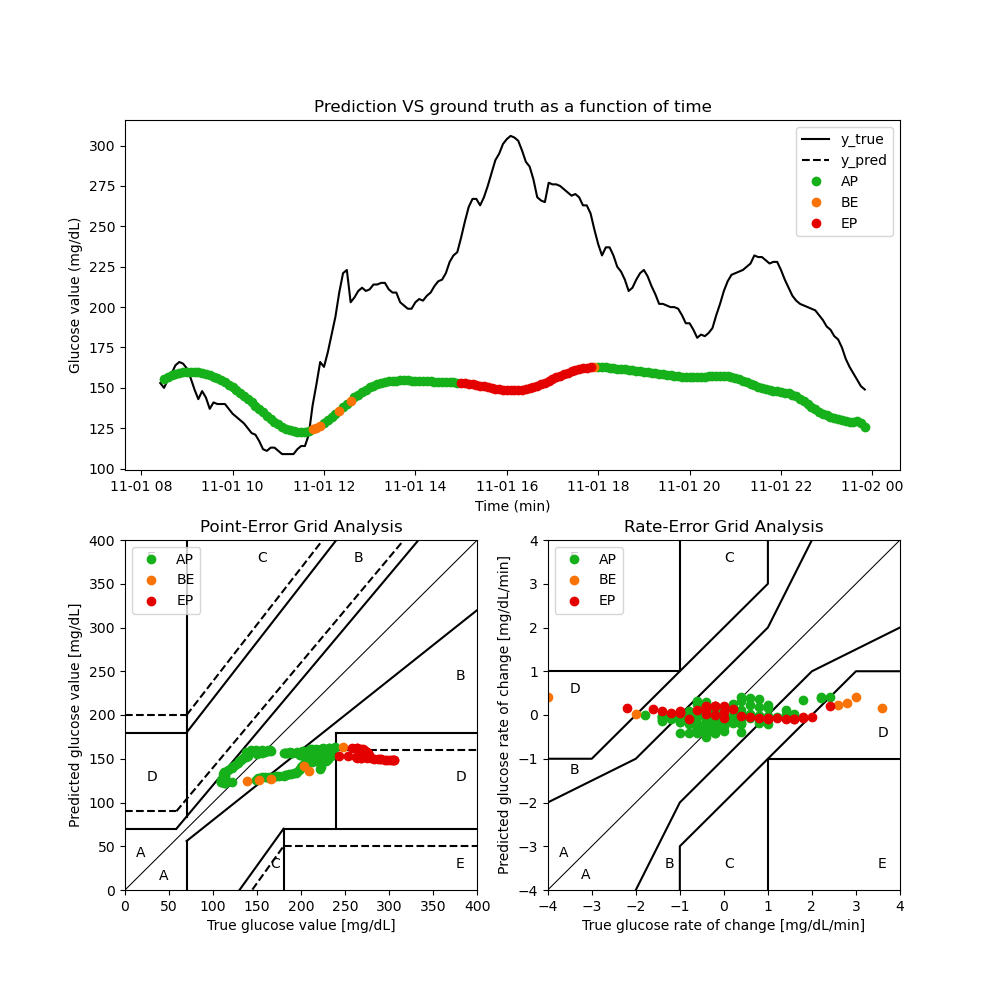 Prediction VS ground truth as a function of time
Glucose value (mg/dL)
300
275
250
225
200
175
150
125
100
y_true
y_pred
AP
BE
EP
11-01 08 11-01 10 11-01 12 11-01 14 11-01 16 11-01 18 11-01 20 11-01 22 11-02 00
Time (min)
Point-Error Grid Analysis
Predicted glucose value [mg/dL]
400
350
300
250
200
150
100
50
0
AP
BE
EP
C
B
B
D
D
A
A
C
E
0 50 100 150 200 250 300 350 400
True glucose value [mg/dL]
Rate-Error Grid Analysis
Predicted glucose rate of change [mg/dL/min]
4
3
2
1
0
−1
−2
−3
−4
AP
BE
EP
C
D
D
B
A
A
B
C
E
−4 −3 −2 −1 0 1 2 3 4
True glucose rate of change [mg/dL/min]